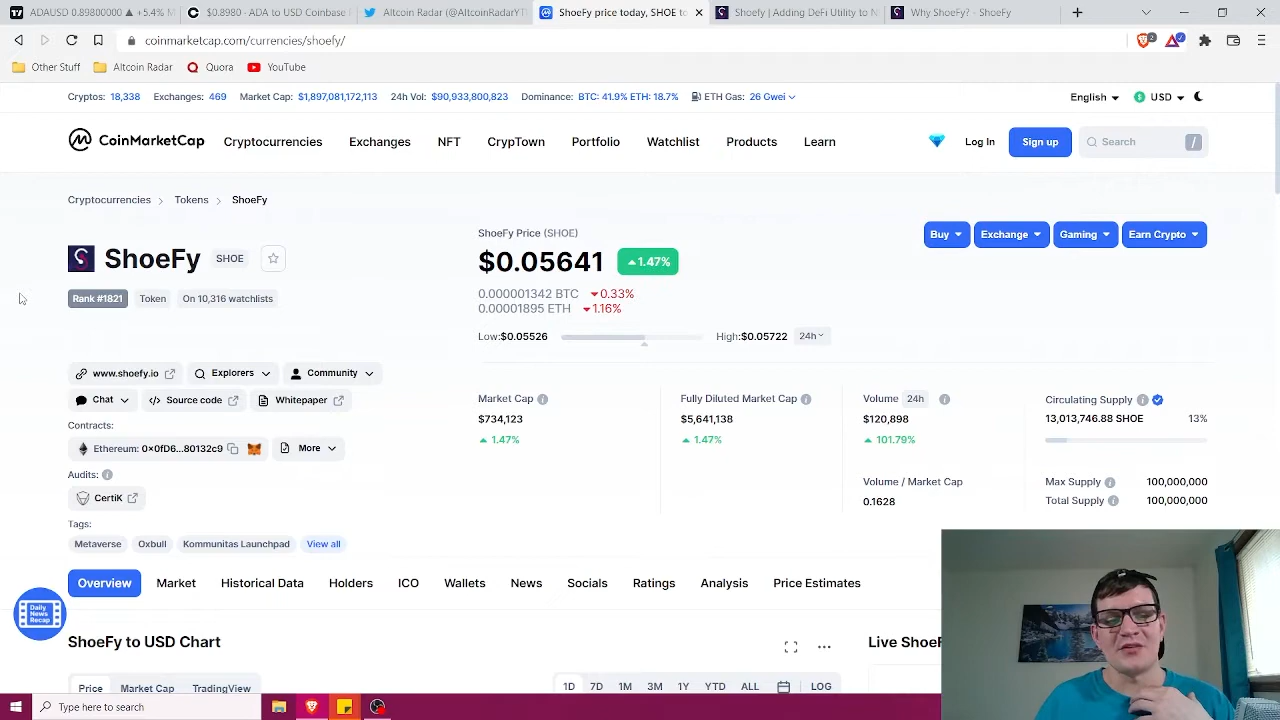 ADAUSD 0.89800000 ▲ +5.4% M
$0.8980 - ADA to USD Coinbase
Altcoin Radar (@AltcoinRadarYT
ShoeFy price today, SHOE to
Shoefy | Adding DeFi Utility to N
Why ShoeFy? - ShoeFy
coinmarketcap.com/currencies/shoefy/
2
Other Stuff
Altcoin Radar
Quora
YouTube
Cryptos: 18,338
Exchanges: 469
Market Cap: $1,897,081,172,113
24h Vol: $90,933,800,823
Dominance: BTC: 41.9% ETH: 18.7%
ETH Gas: 26 Gwei
English
USD
CoinMarketCap
Cryptocurrencies
Exchanges
NFT
CrypTown
Portfolio
Watchlist
Products
Learn
Log In
Sign up
Search
/
Cryptocurrencies > Tokens > ShoeFy
ShoeFy
SHOE
Rank #1821
Token
On 10,316 watchlists
ShoeFy Price (SHOE)
$0.05641
1.47%
0.000001342 BTC
0.33%
0.00001895 ETH
1.16%
Low: $0.05526
High: $0.05722
24h
Buy
Exchange
Gaming
Earn Crypto
www.shoefy.io
Explorers
Community
Chat
Source code
Whitepaper
Contracts:
Ethereum: 0x0fD6...80132c9
More
Audits:
CertiK
Tags:
Metaverse
Oxbull
Kommunitas Launchpad
View all
Market Cap
$734,123
1.47%
Fully Diluted Market Cap
$5,641,138
1.47%
Volume 24h
$120,898
101.79%
Volume / Market Cap
0.1628
Circulating Supply
13,013,746.88 SHOE
13%
Max Supply
100,000,000
Total Supply
100,000,000
Overview
Market
Historical Data
Holders
ICO
Wallets
News
Socials
Ratings
Analysis
Price Estimates
Daily
News
Recap
ShoeFy to USD Chart
Live ShoeF
Price
Market Cap
TradingView
1D
7D
1M
3M
1Y
YTD
ALL
LOG
Type here to search